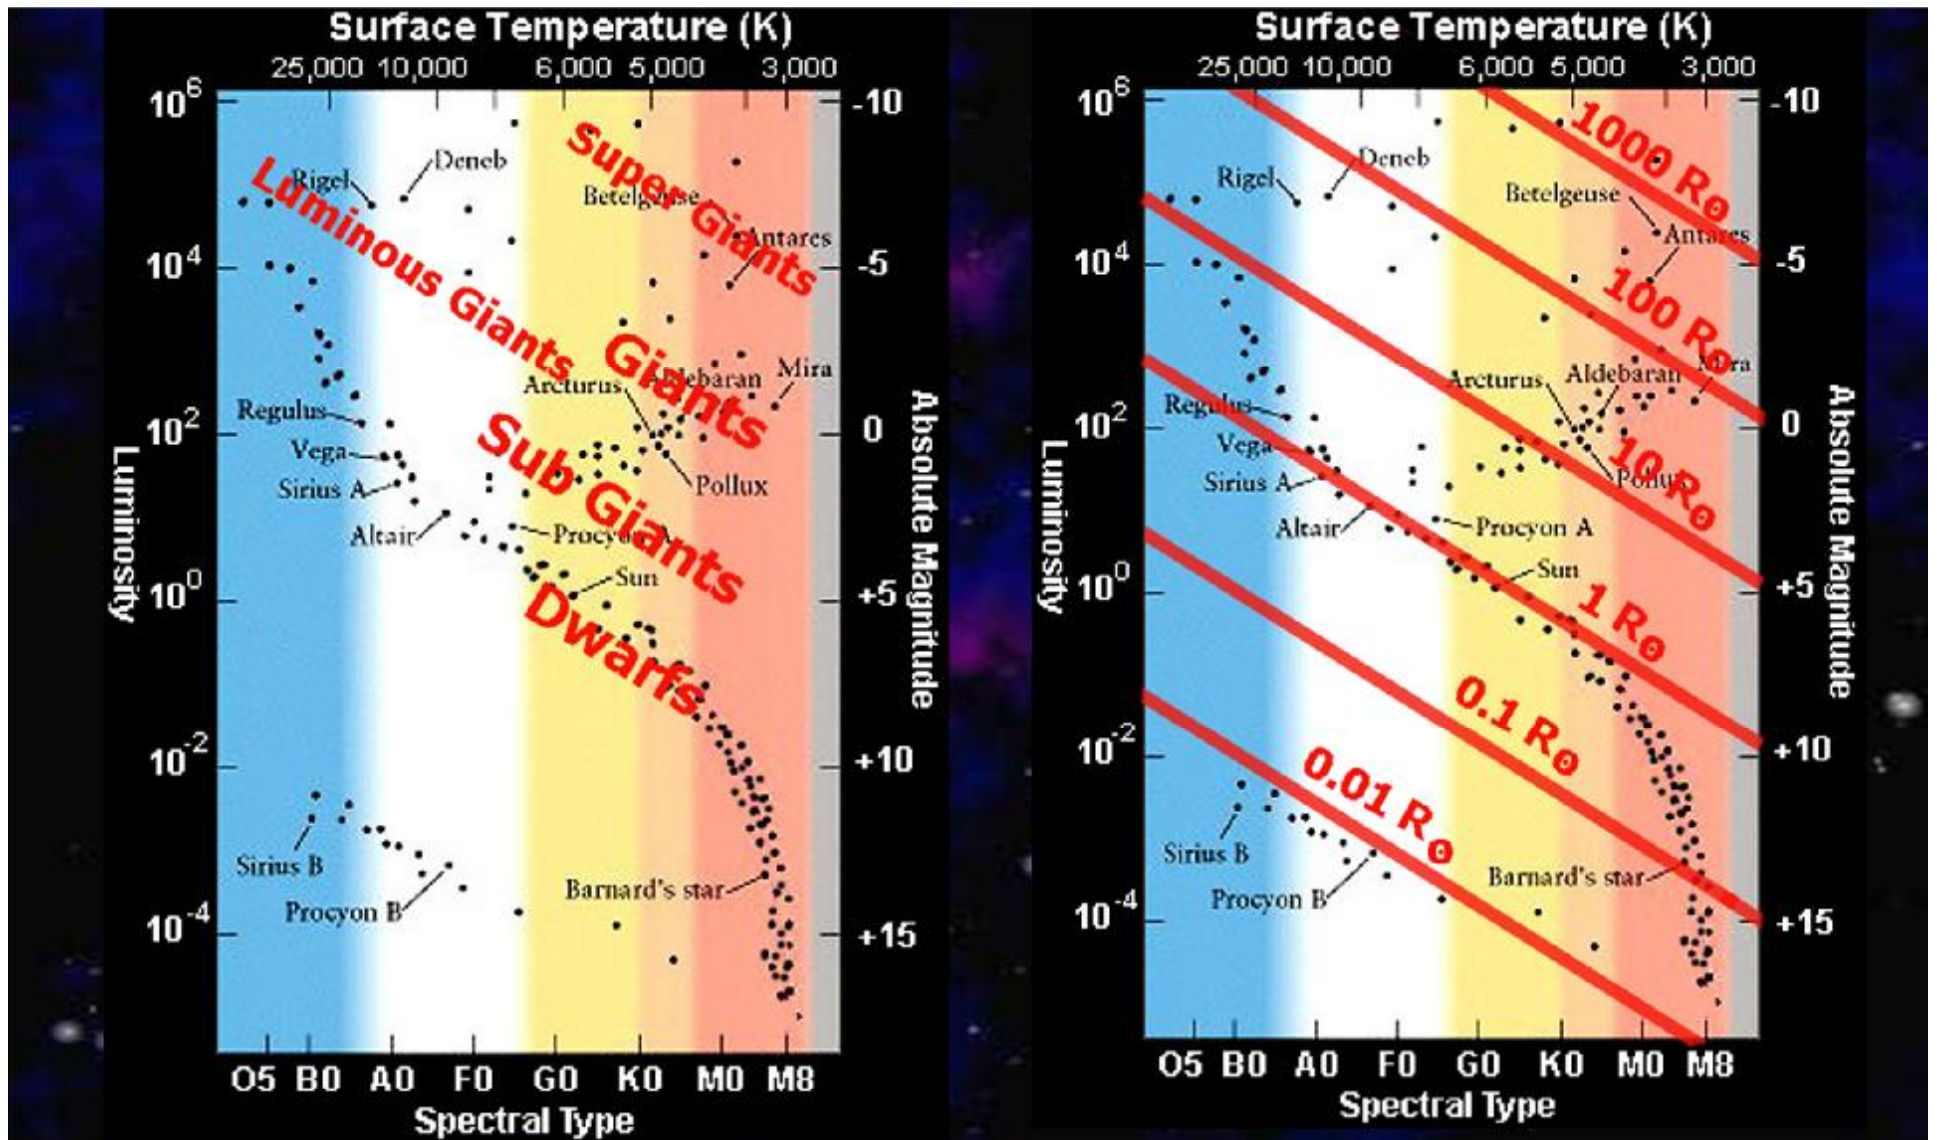 Surface Temperature (K)
25,000 10,000 6,000 5,000 3,000
10^6
10^4
10^2
10^0
10^-2
10^-4
Luminosity
-10
-5
0
+5
+10
+15
Absolute Magnitude
Luminous Giants
Super Giants
Giants
Sub Giants
Dwarfs
Rigel
Deneb
Betelgeuse
Antares
Mira
Arcturus
Aldebaran
Regulus
Vega
Sirius A
Pollux
Altair
Procyon A
Sun
Sirius B
Procyon B
Barnard's star
O5 B0 A0 F0 G0 K0 M0 M8
Spectral Type
Surface Temperature (K)
25,000 10,000 6,000 5,000 3,000
10^6
10^4
10^2
10^0
10^-2
10^-4
Luminosity
-10
-5
0
+5
+10
+15
Absolute Magnitude
1000 Ro
100 Ro
10 Ro
1 Ro
0.1 Ro
0.01 Ro
Rigel
Deneb
Betelgeuse
Antares
Mira
Arcturus
Aldebaran
Regulus
Vega
Sirius A
Pollux
Altair
Procyon A
Sun
Sirius B
Procyon B
Barnard's star
O5 B0 A0 F0 G0 K0 M0 M8
Spectral Type